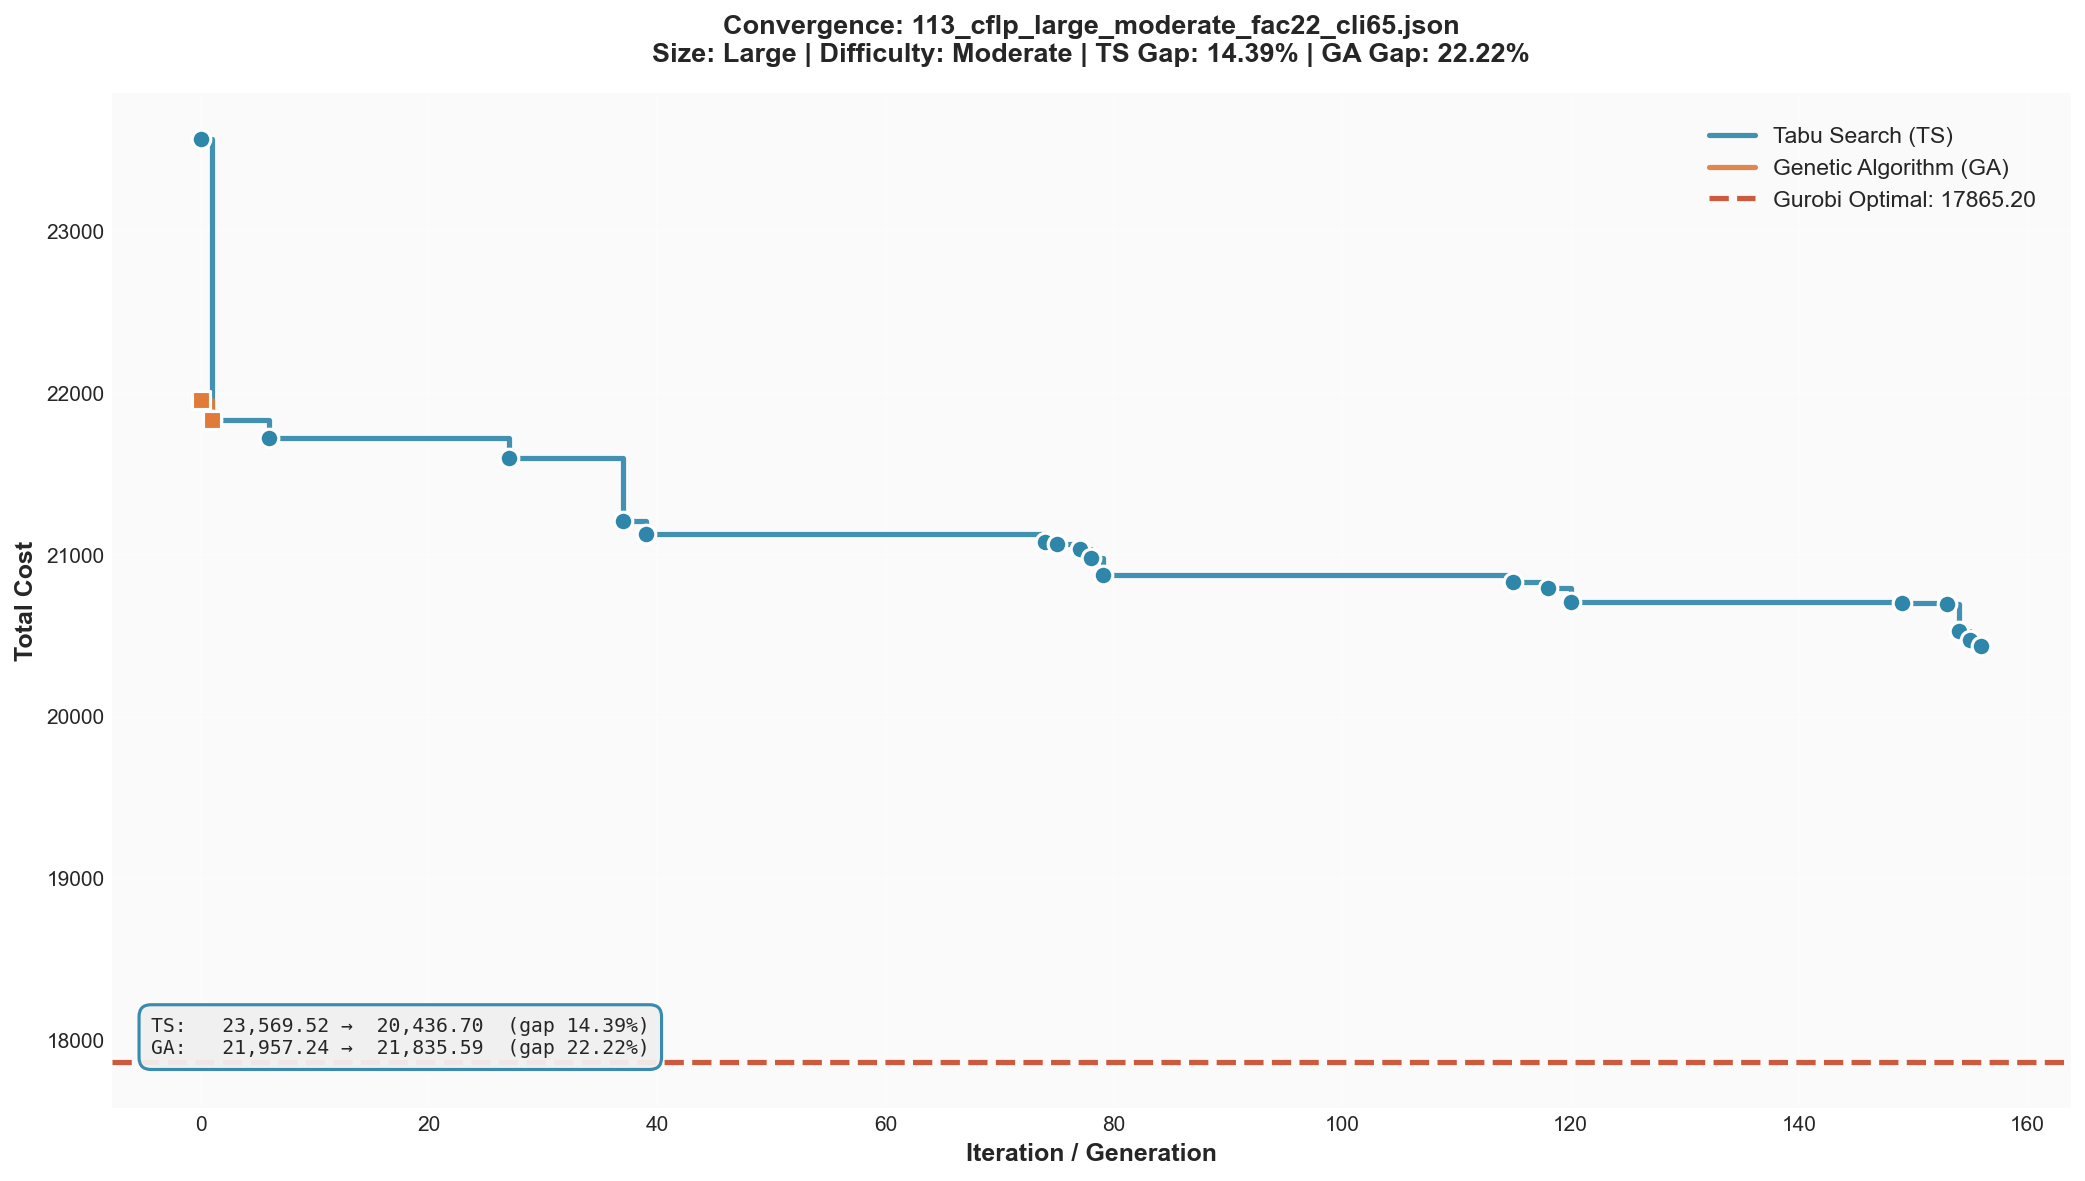 Convergence: 113_cflp_large_moderate_fac22_cli65.json
Size: Large | Difficulty: Moderate | TS Gap: 14.39% | GA Gap: 22.22%
Tabu Search (TS)
Genetic Algorithm (GA)
Gurobi Optimal: 17865.20
Total Cost
23000
22000
21000
20000
19000
18000
TS: 23,569.52 → 20,436.70 (gap 14.39%)
GA: 21,957.24 → 21,835.59 (gap 22.22%)
0 20 40 60 80 100 120 140 160
Iteration / Generation